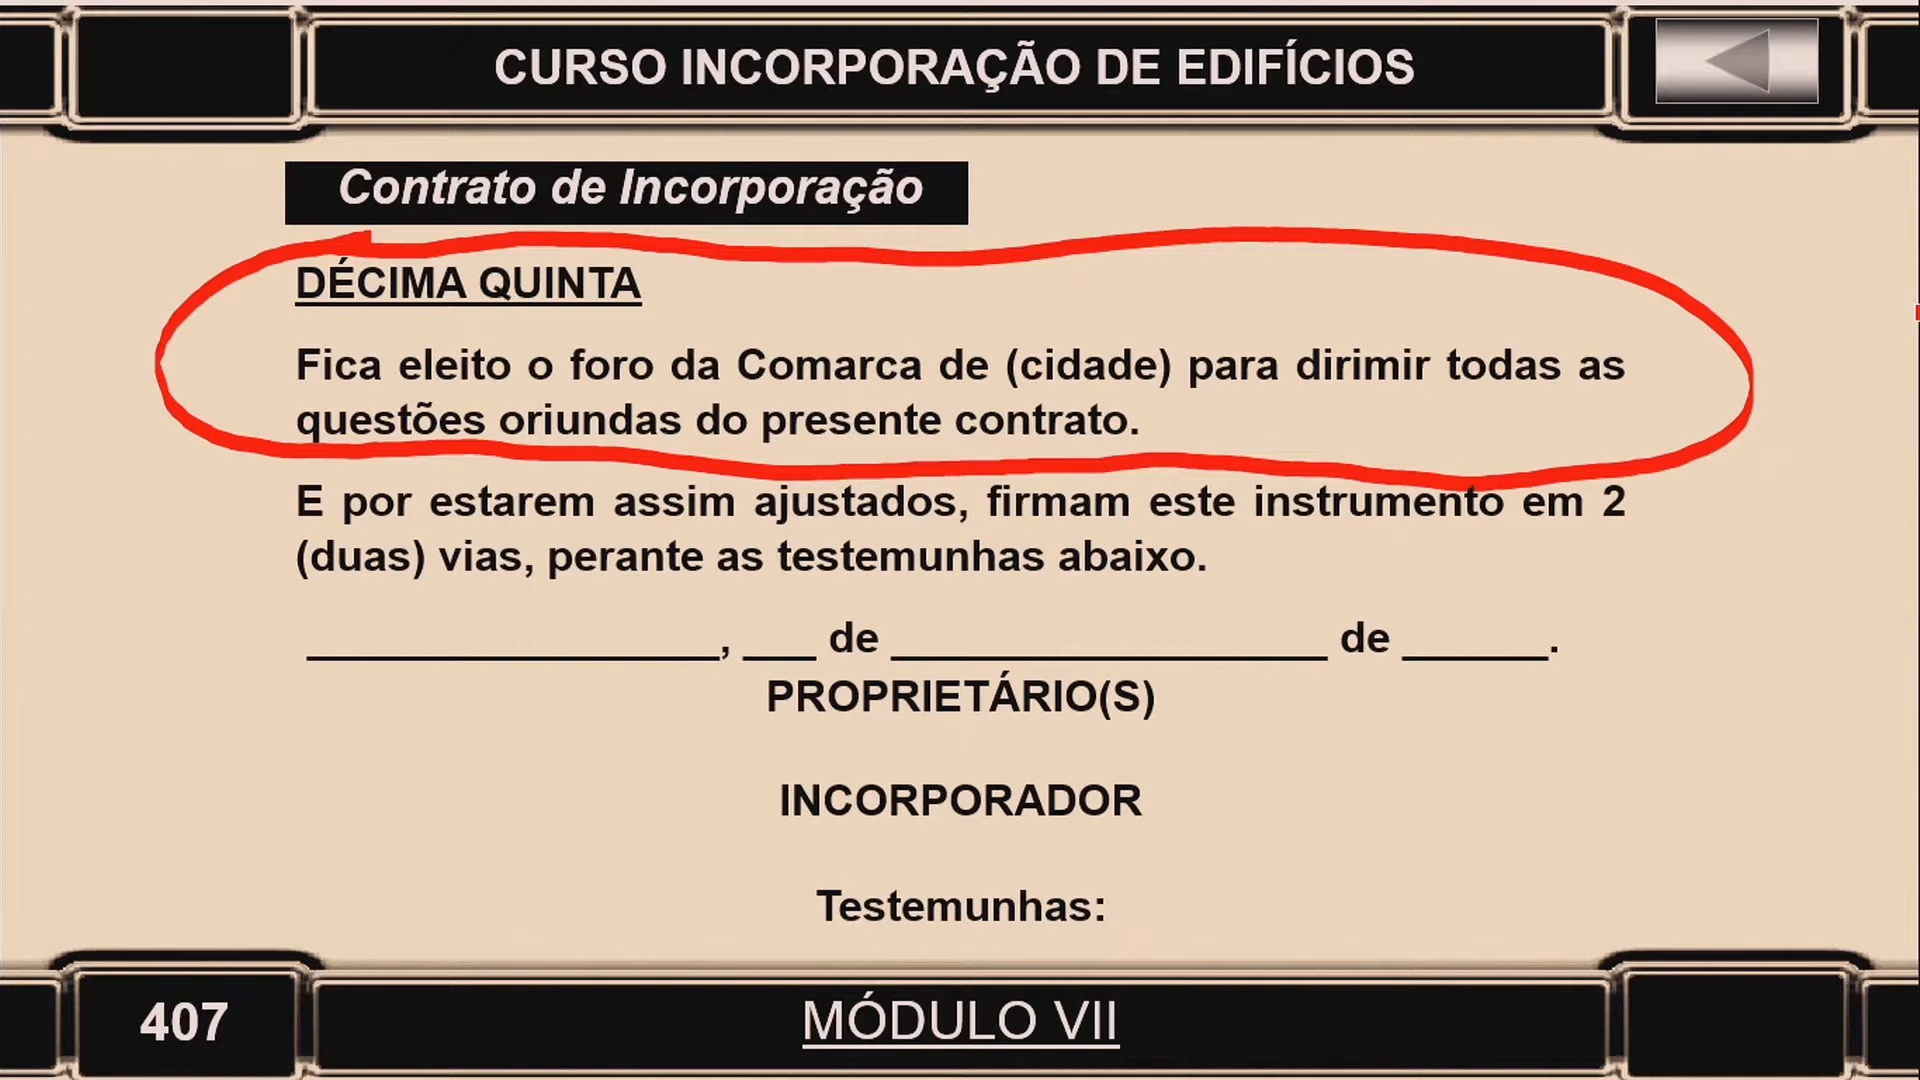 CURSO INCORPORAÇÃO DE EDIFÍCIOS
Contrato de Incorporação
DÉCIMA QUINTA
Fica eleito o foro da Comarca de (cidade) para dirimir todas as
questões oriundas do presente contrato.
E por estarem assim ajustados, firmam este instrumento em 2
(duas) vias, perante as testemunhas abaixo.
_________________, ___ de __________________ de ______.
PROPRIETÁRIO(S)
INCORPORADOR
Testemunhas:
407
MÓDULO VII